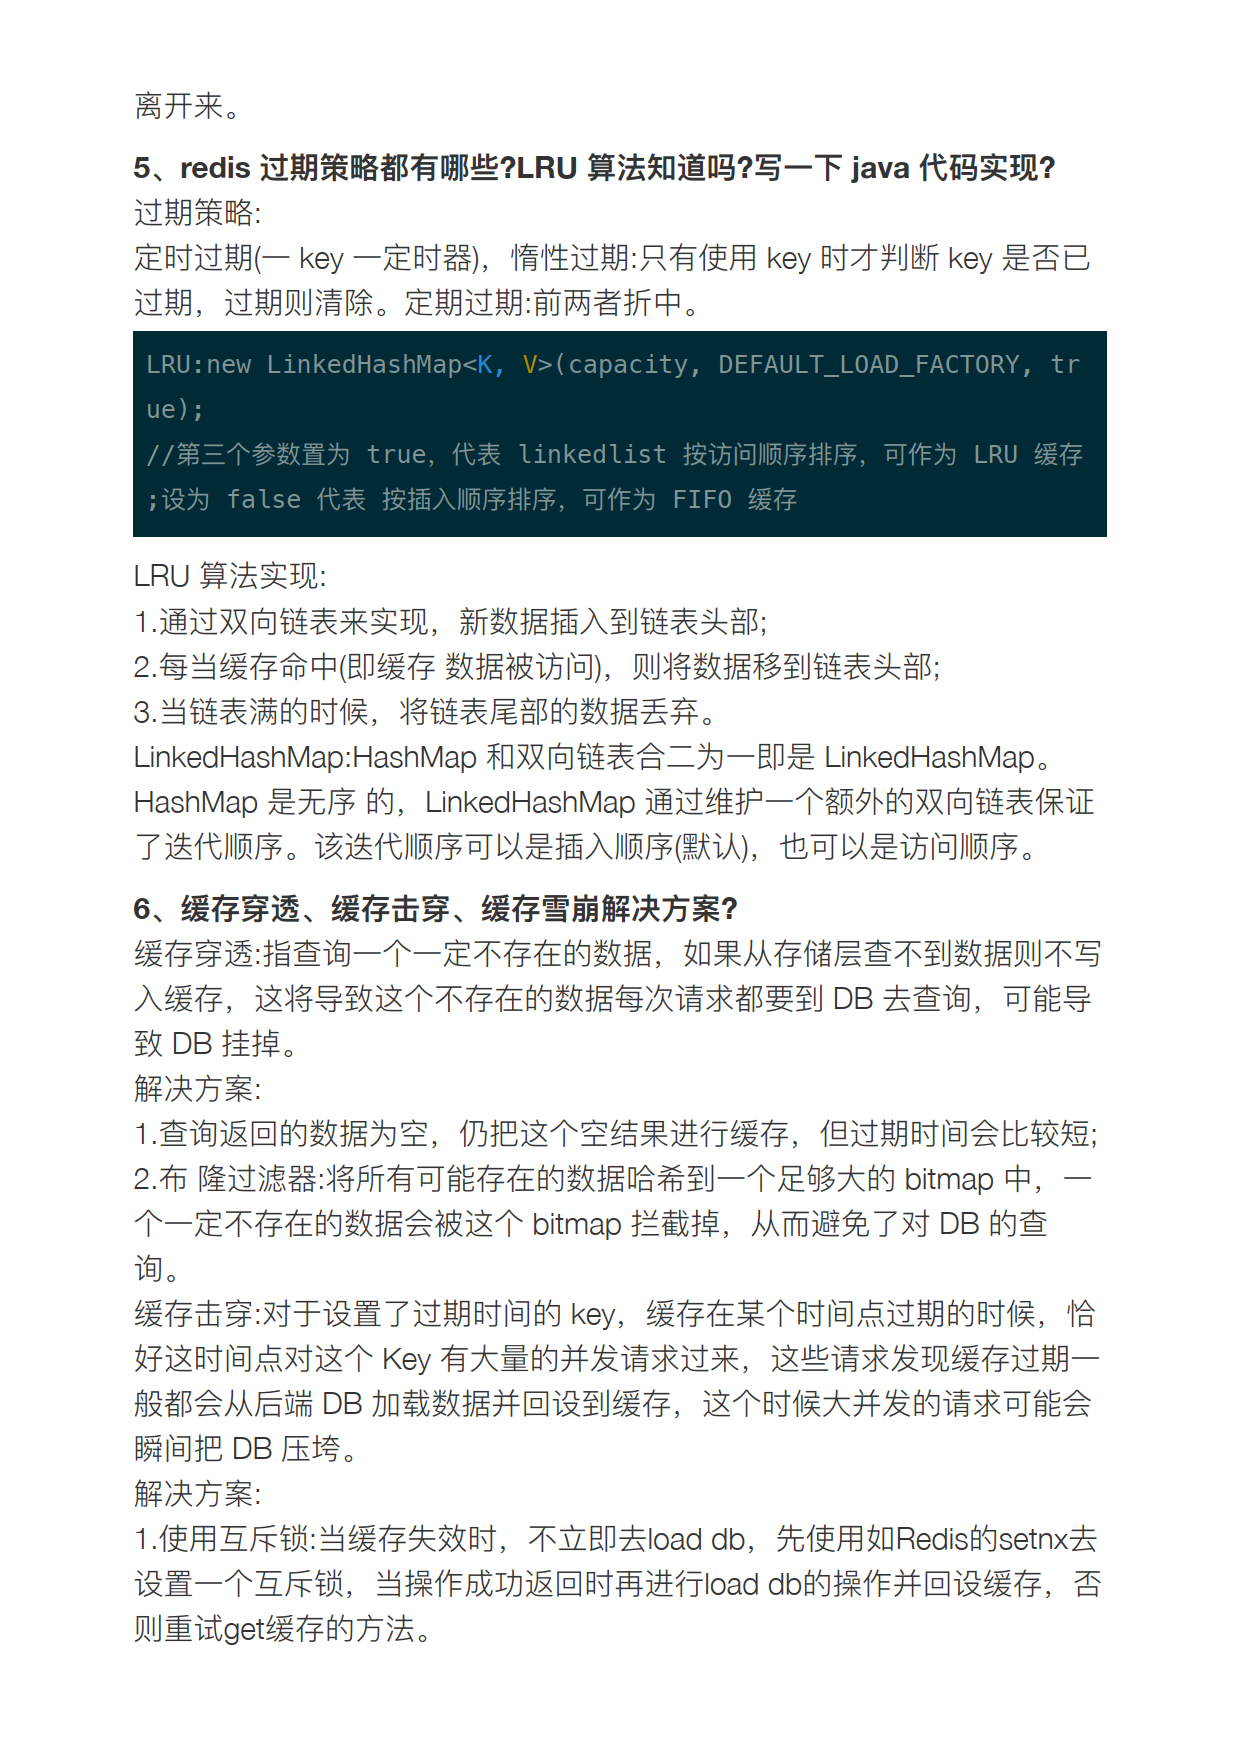 离开来。
5、redis 过期策略都有哪些?LRU 算法知道吗?写一下 java 代码实现?
过期策略:
定时过期(一 key 一定时器)，惰性过期:只有使用 key 时才判断 key 是否已
过期，过期则清除。定期过期:前两者折中。
LRU:new LinkedHashMap<K, V>(capacity, DEFAULT_LOAD_FACTORY, tr
ue);
//第三个参数置为 true，代表 linkedlist 按访问顺序排序，可作为 LRU 缓存
;设为 false 代表 按插入顺序排序，可作为 FIFO 缓存
LRU 算法实现:
1.通过双向链表来实现，新数据插入到链表头部;
2.每当缓存命中(即缓存 数据被访问)，则将数据移到链表头部;
3.当链表满的时候，将链表尾部的数据丢弃。
LinkedHashMap:HashMap 和双向链表合二为一即是 LinkedHashMap。
HashMap 是无序 的，LinkedHashMap 通过维护一个额外的双向链表保证
了迭代顺序。该迭代顺序可以是插入顺序(默认)，也可以是访问顺序。
6、缓存穿透、缓存击穿、缓存雪崩解决方案?
缓存穿透:指查询一个一定不存在的数据，如果从存储层查不到数据则不写
入缓存，这将导致这个不存在的数据每次请求都要到 DB 去查询，可能导
致 DB 挂掉。
解决方案:
1.查询返回的数据为空，仍把这个空结果进行缓存，但过期时间会比较短;
2.布 隆过滤器:将所有可能存在的数据哈希到一个足够大的 bitmap 中，一
个一定不存在的数据会被这个 bitmap 拦截掉，从而避免了对 DB 的查
询。
缓存击穿:对于设置了过期时间的 key，缓存在某个时间点过期的时候，恰
好这时间点对这个 Key 有大量的并发请求过来，这些请求发现缓存过期一
般都会从后端 DB 加载数据并回设到缓存，这个时候大并发的请求可能会
瞬间把 DB 压垮。
解决方案:
1.使用互斥锁:当缓存失效时，不立即去load db，先使用如Redis的setnx去
设置一个互斥锁，当操作成功返回时再进行load db的操作并回设缓存，否
则重试get缓存的方法。